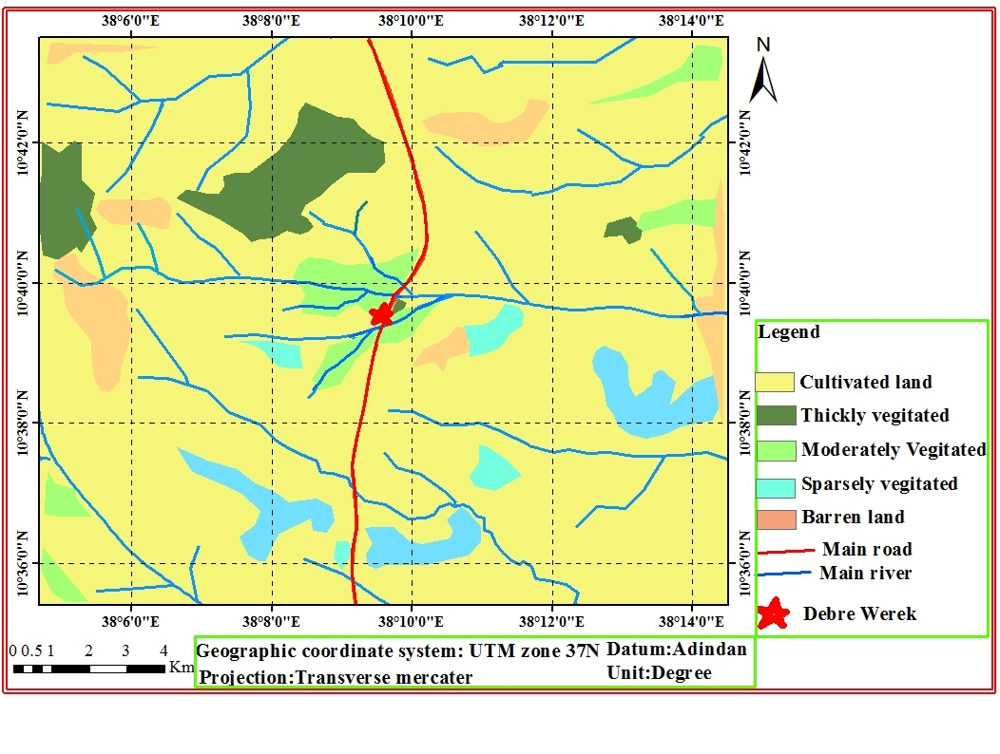 38°6'0"E 38°8'0"E 38°10'0"E 38°12'0"E 38°14'0"E
N
10°42'0"N 10°42'0"N
10°40'0"N 10°40'0"N
Legend
Cultivated land
Thickly vegitated
10°38'0"N 10°38'0"N
Moderately Vegitated
Sparsely vegitated
Barren land
Main road
10°36'0"N 10°36'0"N
Main river
Debre Werek
38°6'0"E 38°8'0"E 38°10'0"E 38°12'0"E 38°14'0"E
0 0.5 1 2 3 4
Km
Geographic coordinate system: UTM zone 37N Datum:Adindan
Projection:Transverse mercater Unit:Degree